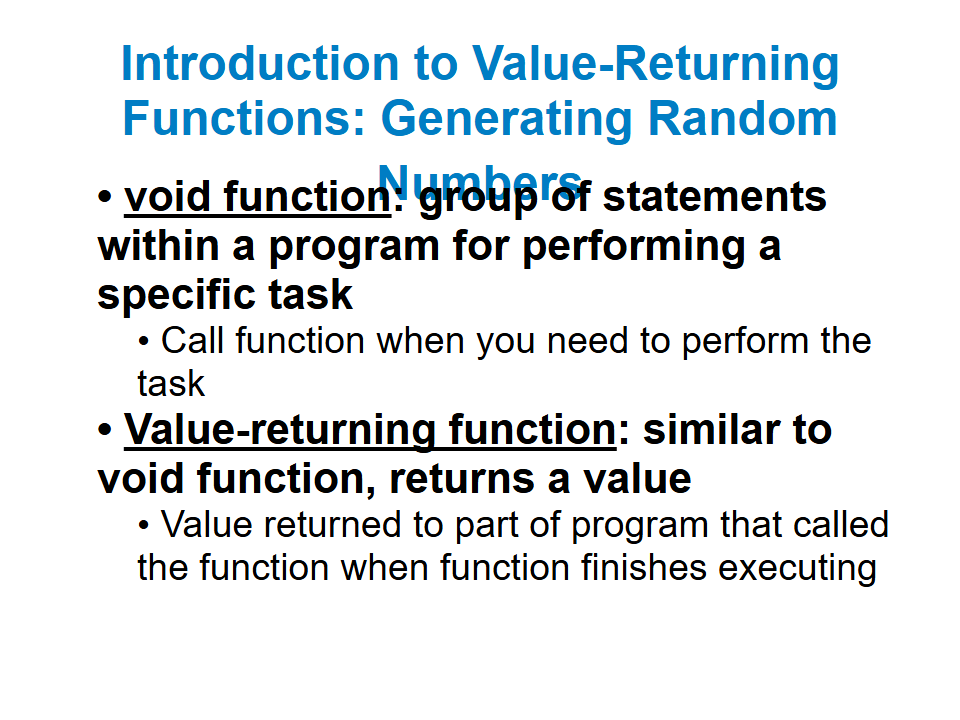 Introduction to Value-Returning
Functions: Generating Random
Numbers
• void function: group of statements
within a program for performing a
specific task
• Call function when you need to perform the
task
• Value-returning function: similar to
void function, returns a value
• Value returned to part of program that called
the function when function finishes executing